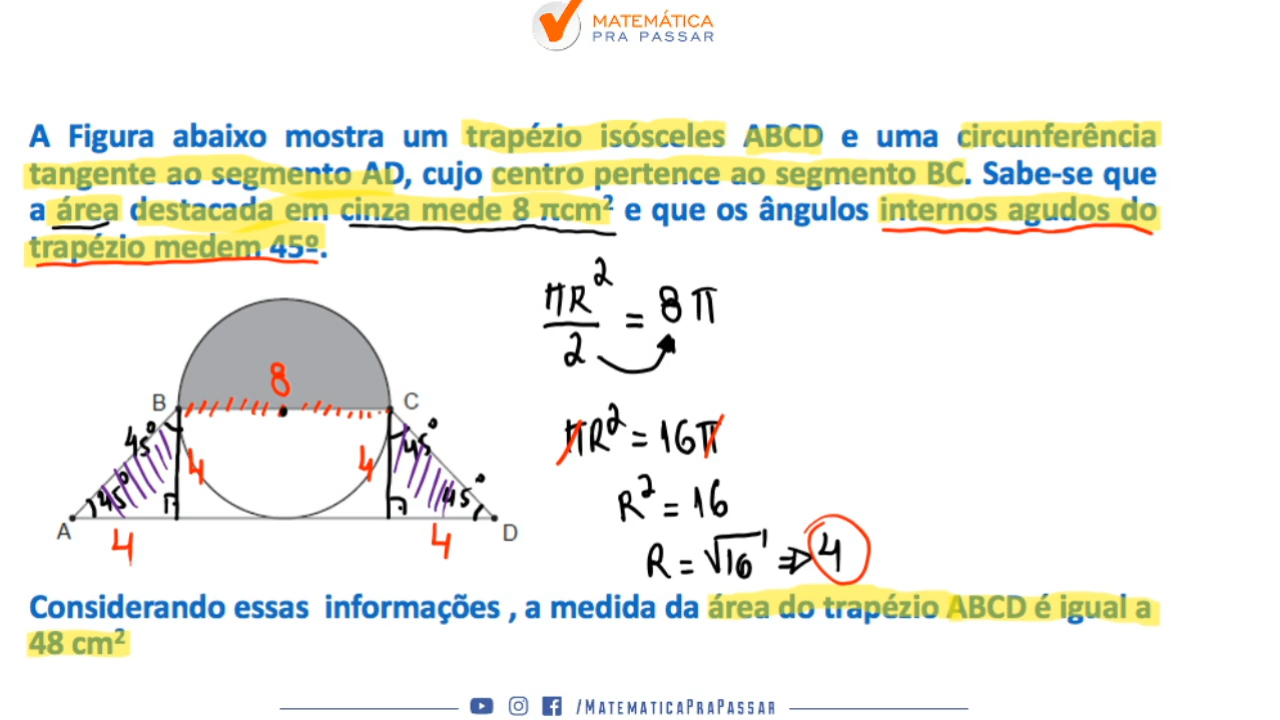 MATEMÁTICA
PRA PASSAR
A Figura abaixo mostra um trapézio isósceles ABCD e uma circunferência
tangente ao segmento AD, cujo centro pertence ao segmento BC. Sabe-se que
a área destacada em cinza mede 8 πcm² e que os ângulos internos agudos do
trapézio medem 45º.
πR²/2 = 8π
8
B
C
45°
45°
πR² = 16π
4
4
45°
45°
R² = 16
A
D
4
4
R = √16 ⇒ 4
Considerando essas informações , a medida da área do trapézio ABCD é igual a
48 cm²
/MatematicaPraPassar